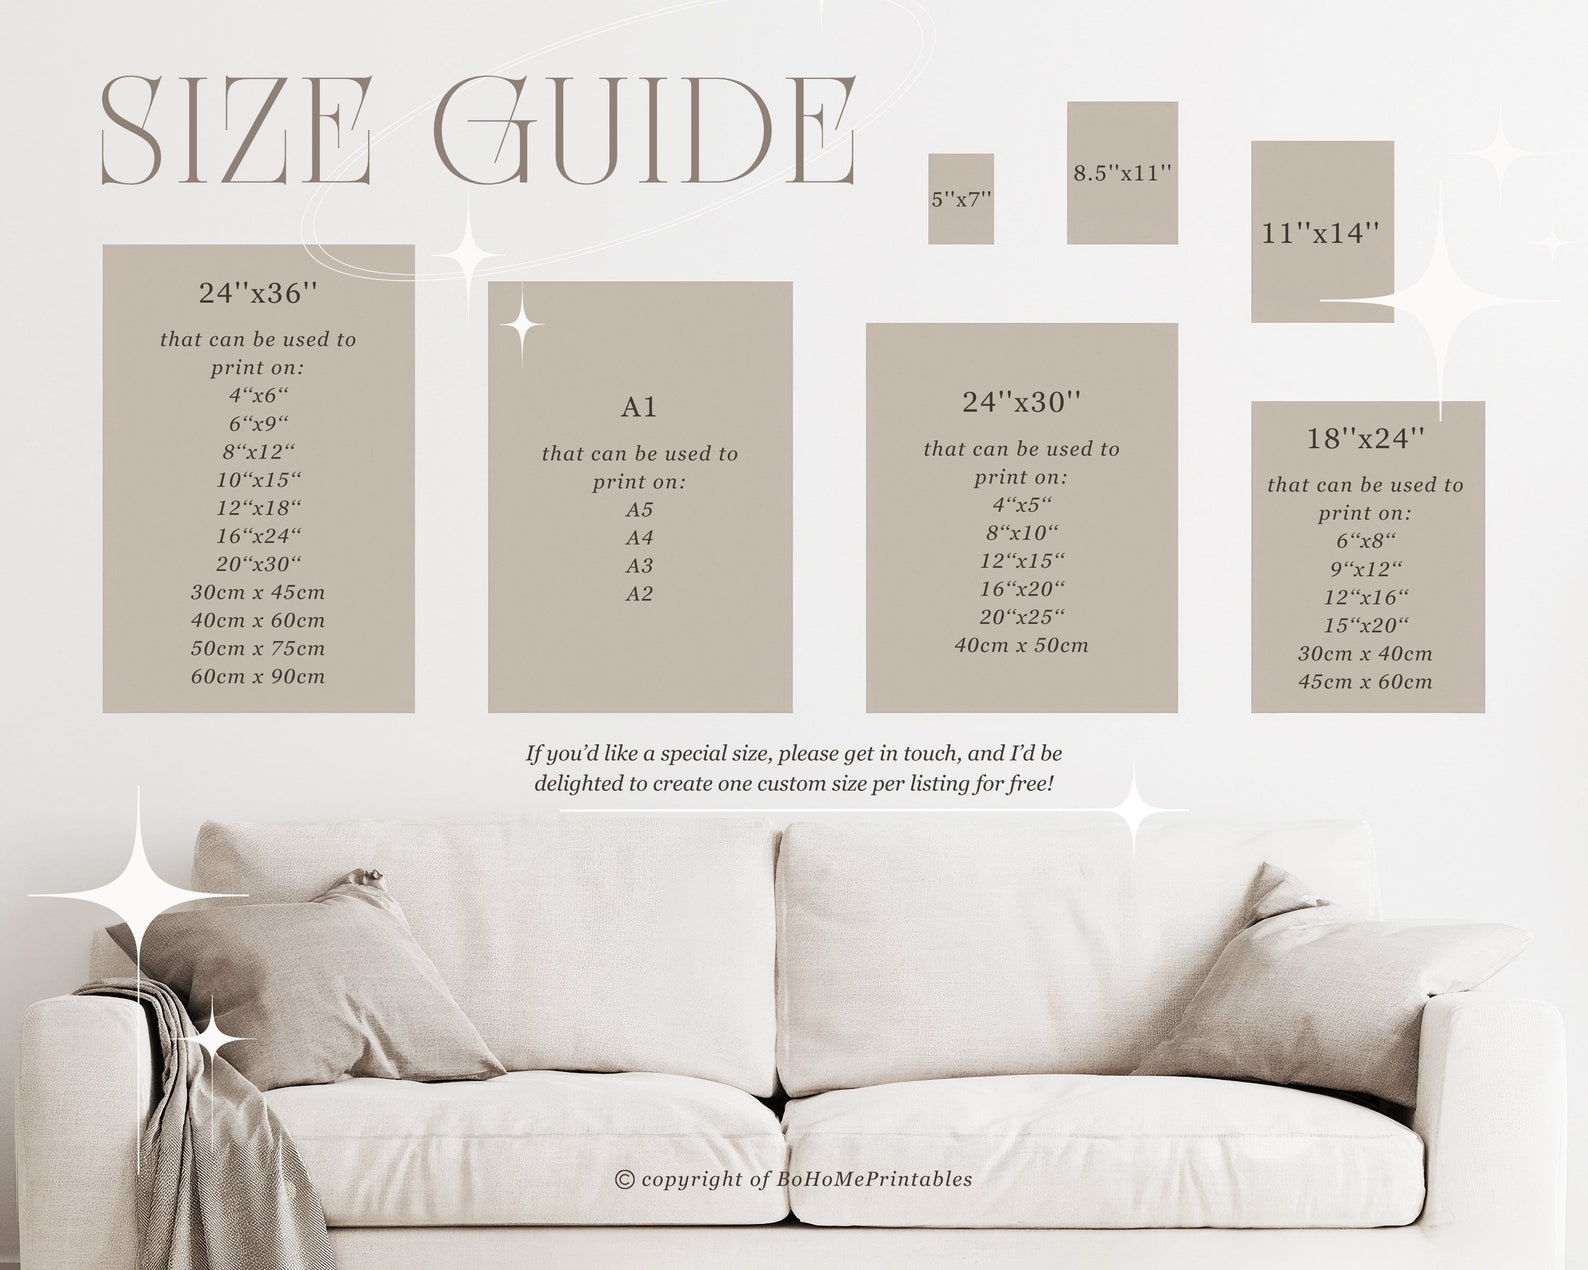 SIZE GUIDE
5''x7''
8.5''x11''
11''x14''
24''x36''
that can be used to
print on:
4“x6“
6“x9“
8“x12“
10“x15“
12“x18“
16“x24“
20“x30“
30cm x 45cm
40cm x 60cm
50cm x 75cm
60cm x 90cm
A1
that can be used to
print on:
A5
A4
A3
A2
24''x30''
that can be used to
print on:
4“x5“
8“x10“
12“x15“
16“x20“
20“x25“
40cm x 50cm
18''x24''
that can be used to
print on:
6“x8“
9“x12“
12“x16“
15“x20“
30cm x 40cm
45cm x 60cm
If you’d like a special size, please get in touch, and I’d be
delighted to create one custom size per listing for free!
© copyright of BoHoMePrintables